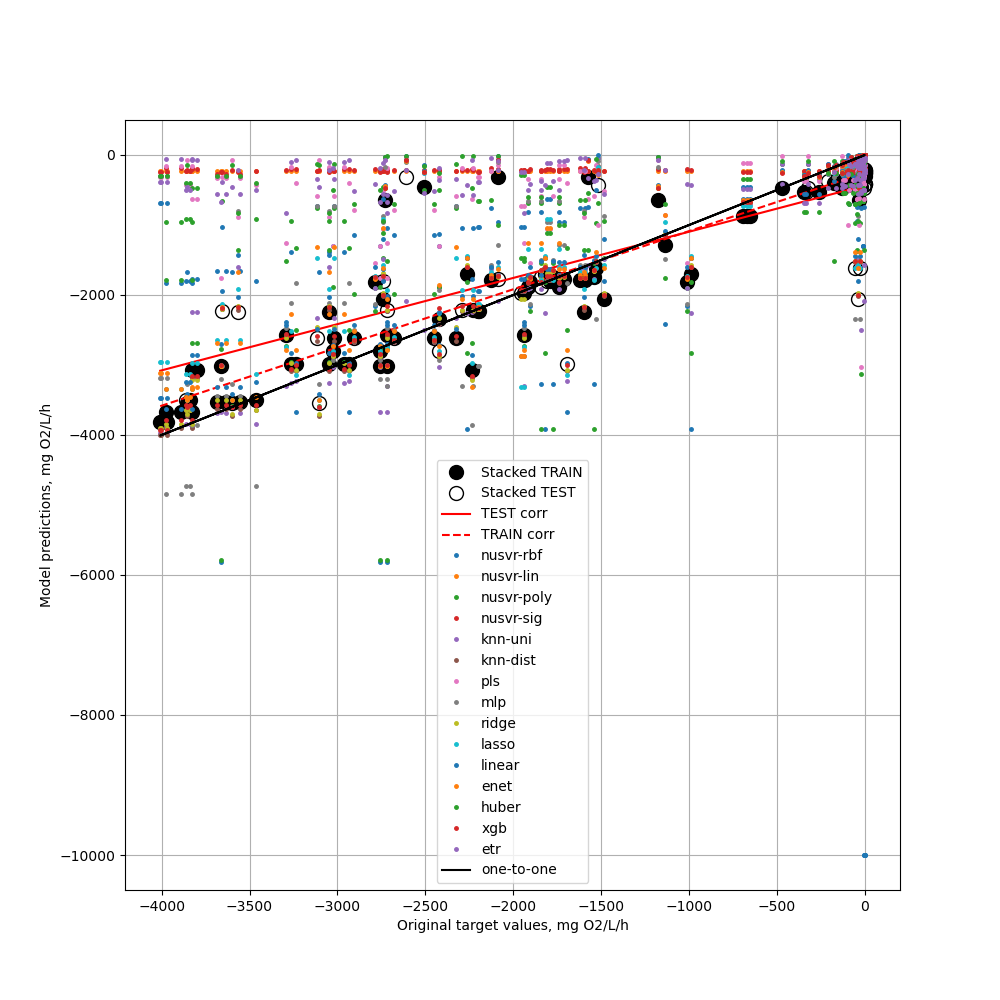 0
−2000
−4000
−6000
−8000
−10000
Model predictions, mg O2/L/h
Stacked TRAIN
Stacked TEST
TEST corr
TRAIN corr
nusvr-rbf
nusvr-lin
nusvr-poly
nusvr-sig
knn-uni
knn-dist
pls
mlp
ridge
lasso
linear
enet
huber
xgb
etr
one-to-one
−4000 −3500 −3000 −2500 −2000 −1500 −1000 −500 0
Original target values, mg O2/L/h